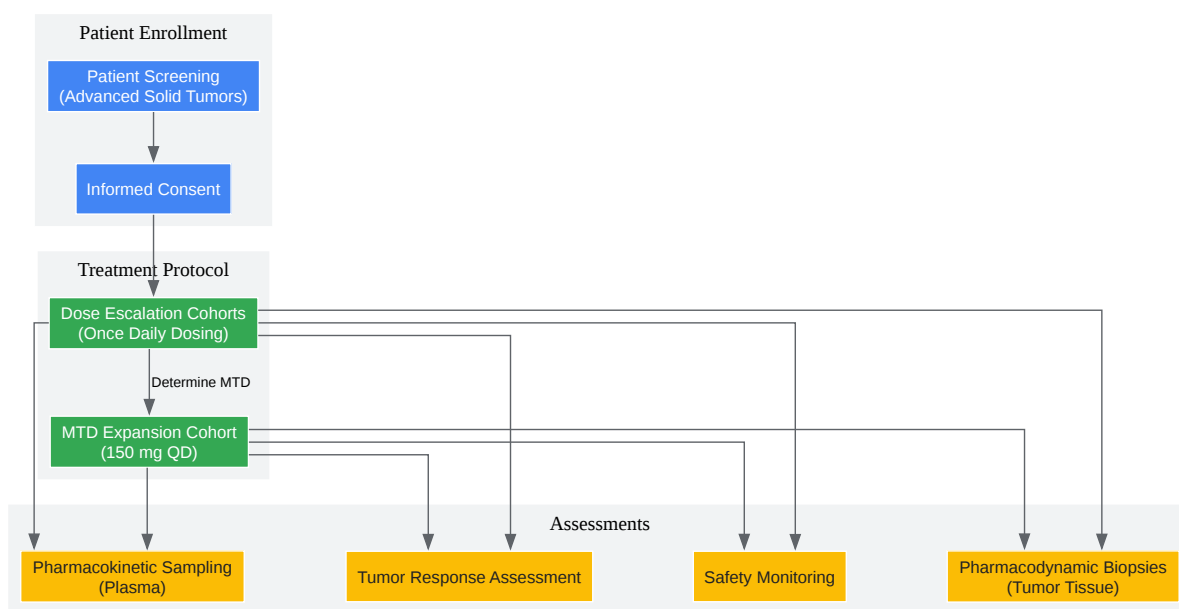 Patient Enrollment
Patient Screening
(Advanced Solid Tumors)
Informed Consent
Treatment Protocol
Dose Escalation Cohorts
(Once Daily Dosing)
Determine MTD
MTD Expansion Cohort
(150 mg QD)
Assessments
Pharmacokinetic Sampling
(Plasma)
Tumor Response Assessment
Safety Monitoring
Pharmacodynamic Biopsies
(Tumor Tissue)